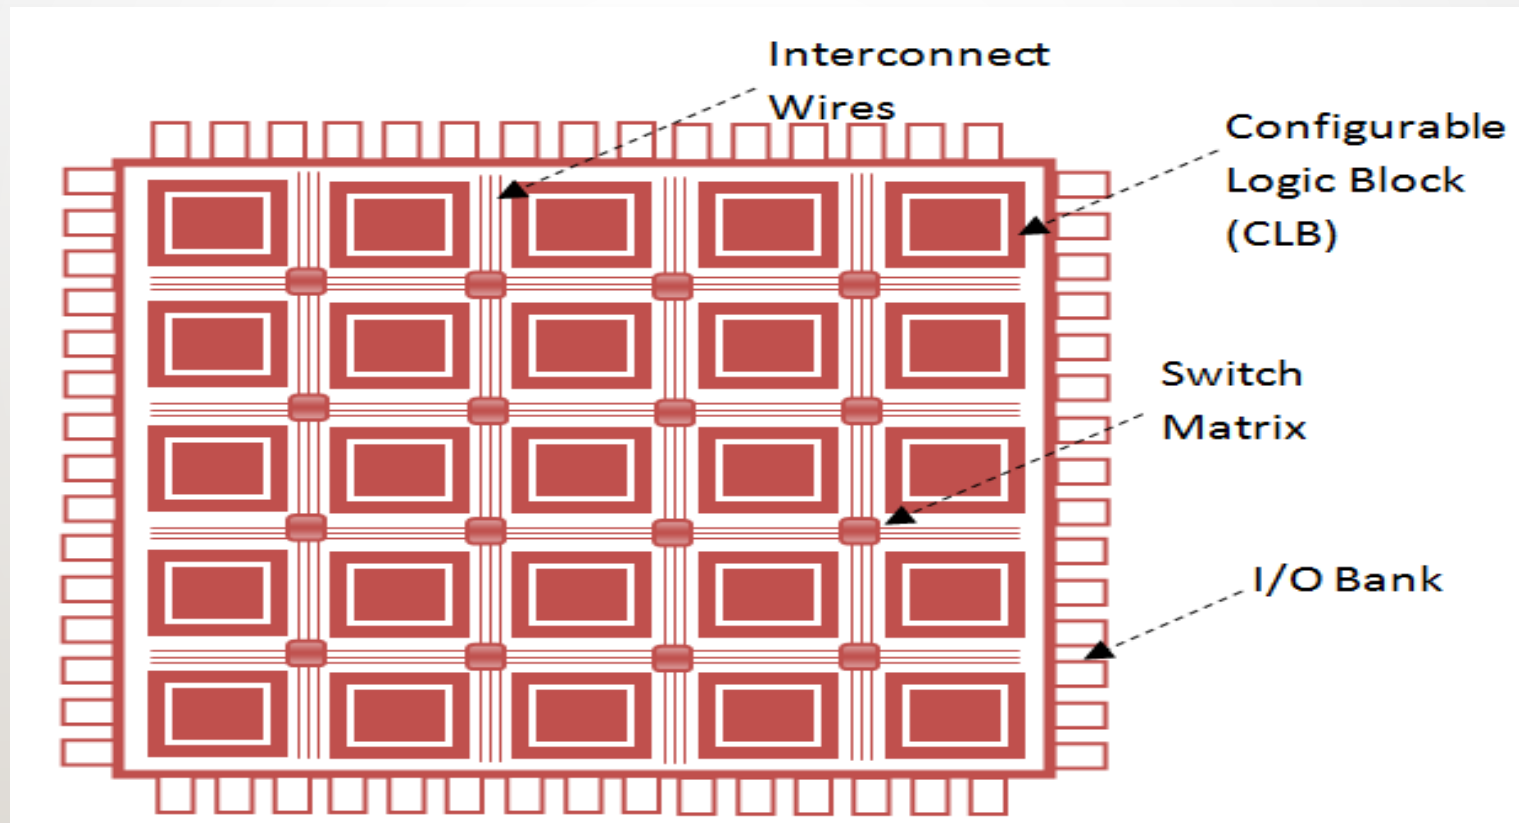 Interconnect
Wires
Configurable
Logic Block
(CLB)
Switch
Matrix
I/O Bank